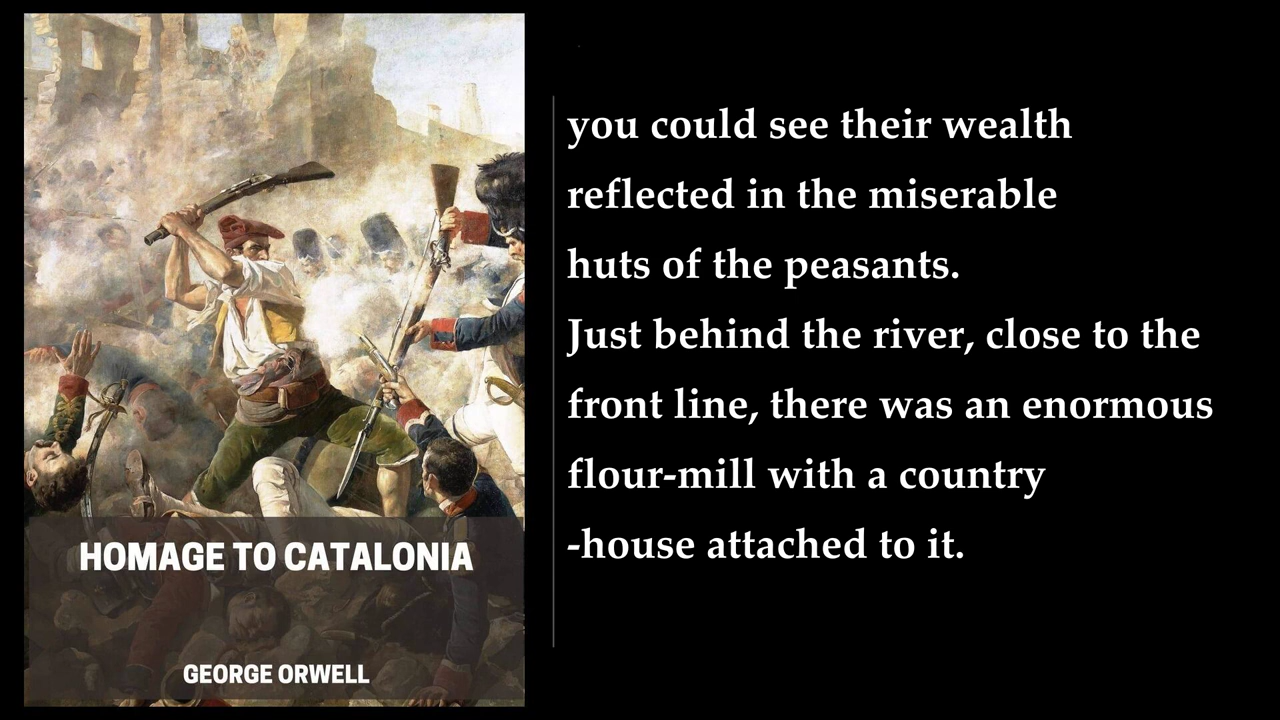 HOMAGE TO CATALONIA
GEORGE ORWELL
you could see their wealth
reflected in the miserable
huts of the peasants.
Just behind the river, close to the
front line, there was an enormous
flour-mill with a country
-house attached to it.